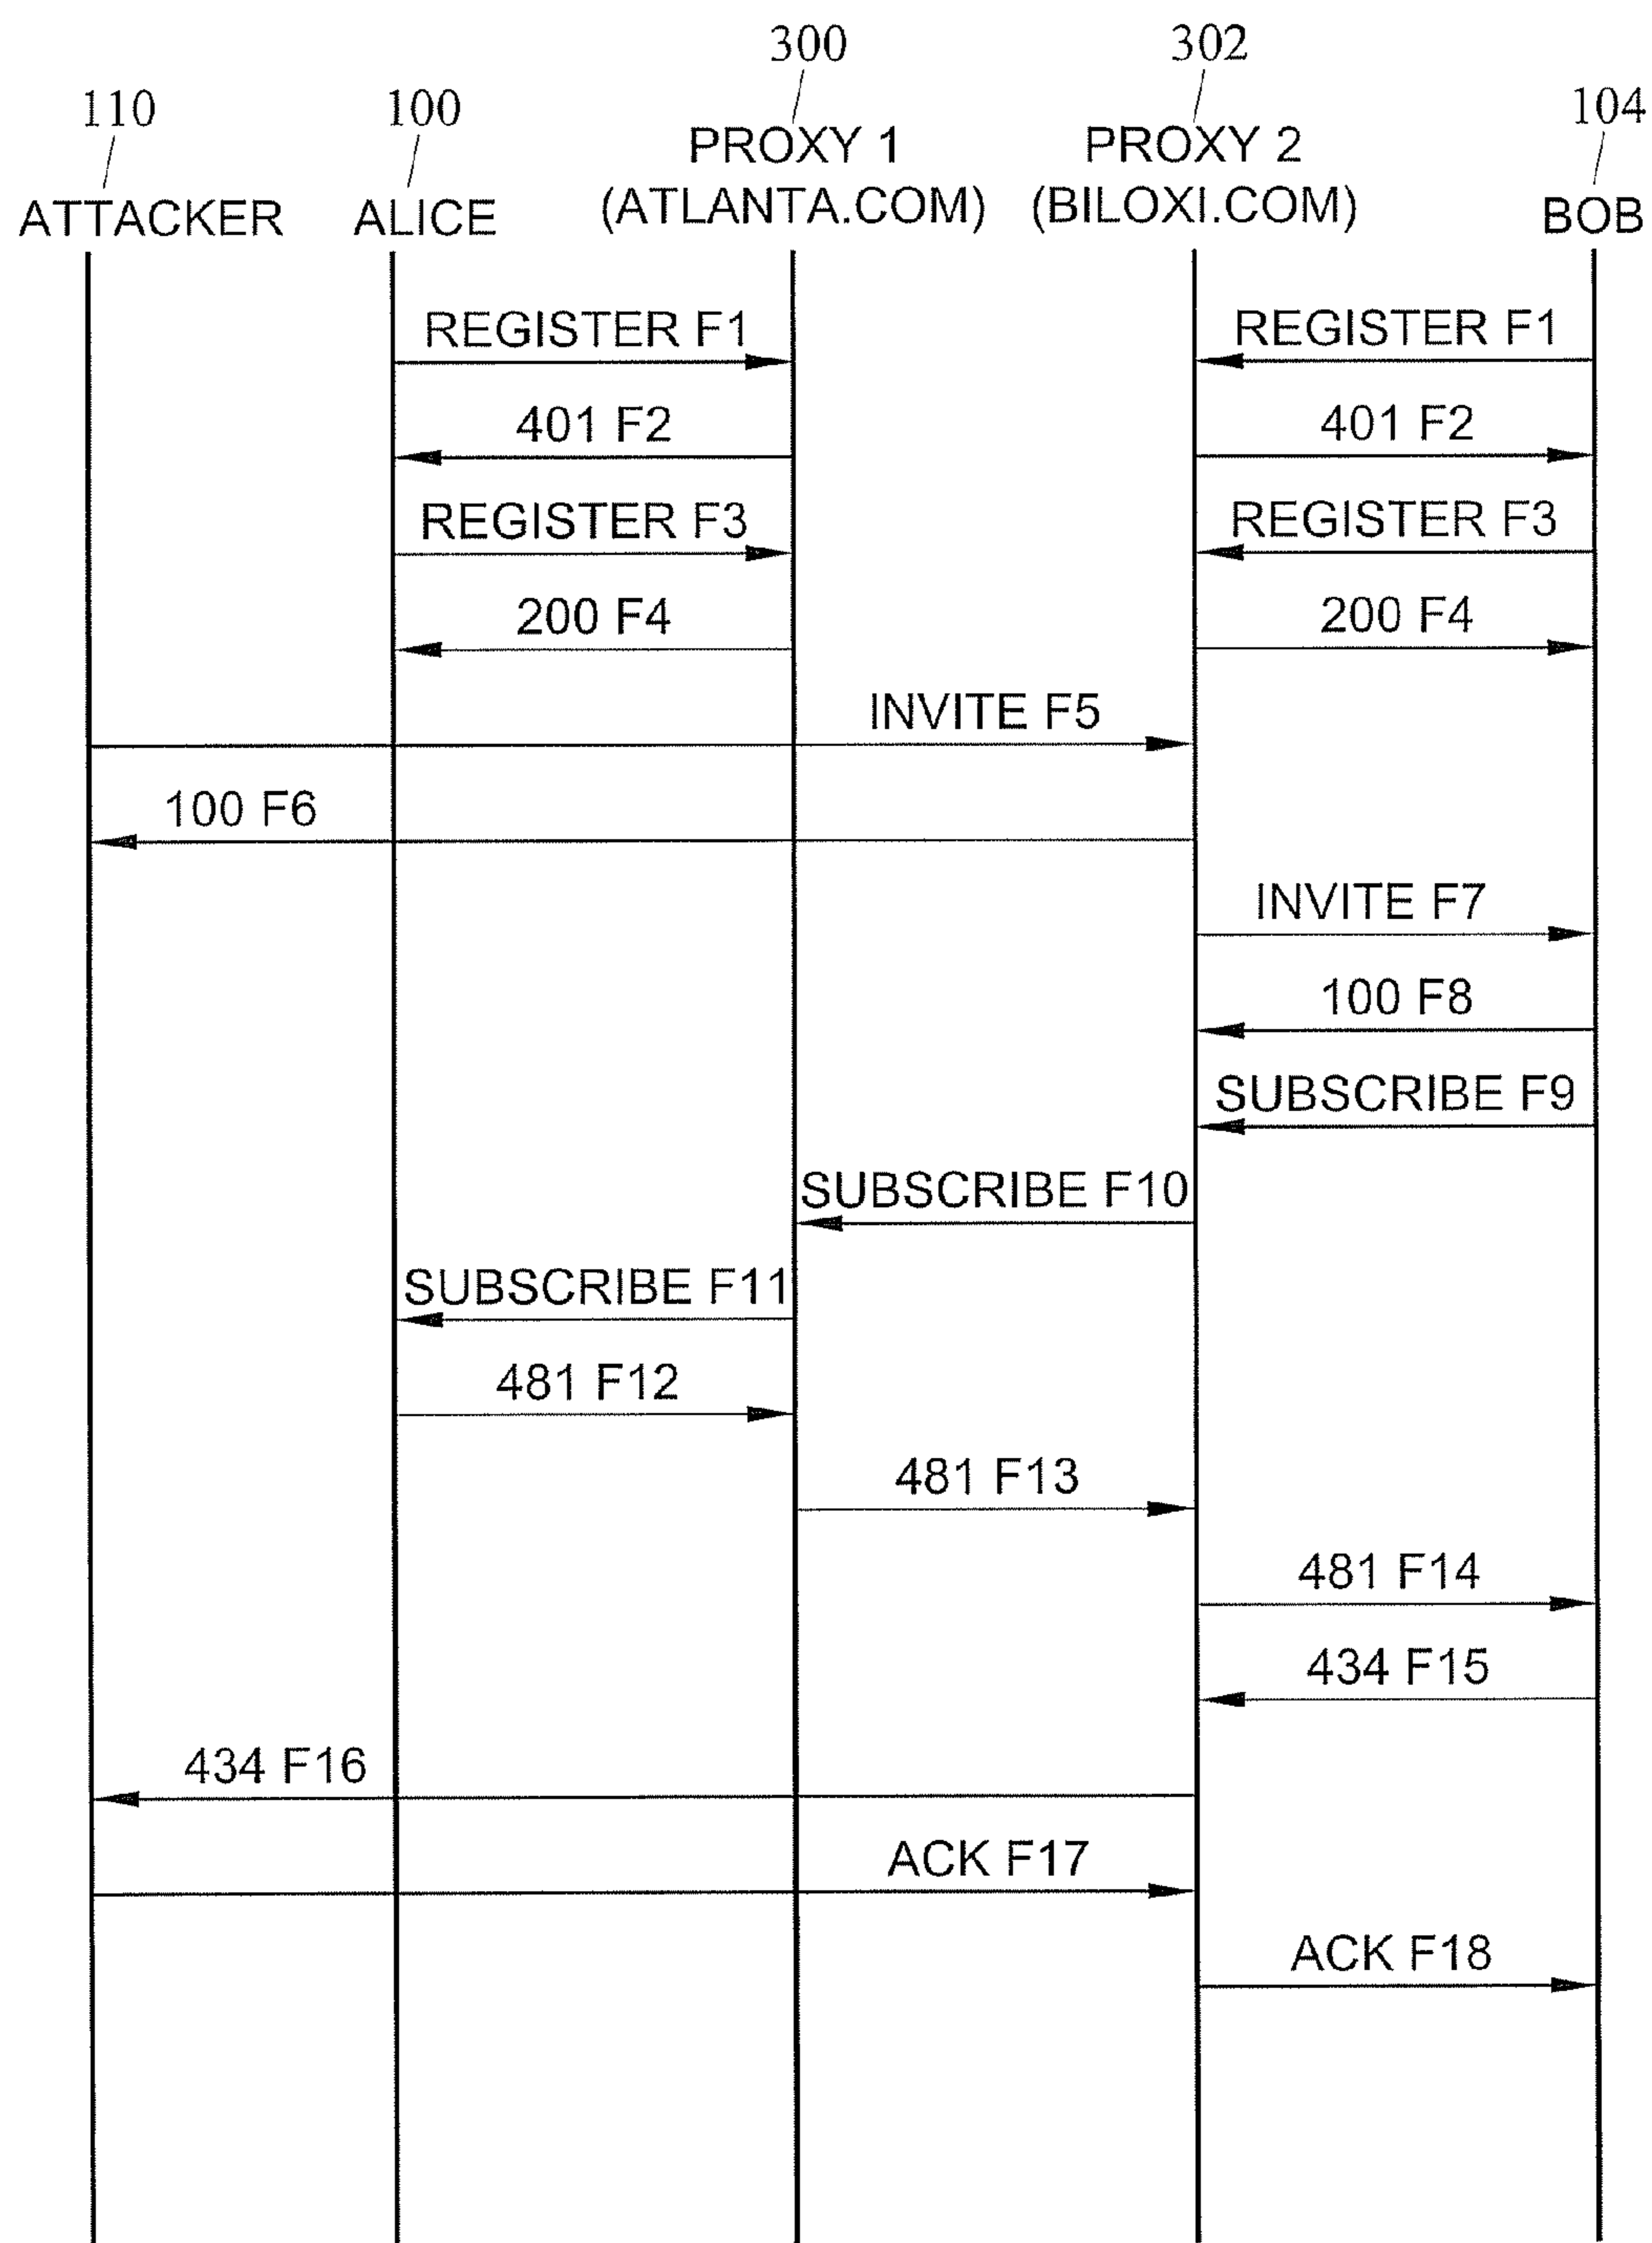 300
302
110
100
104
PROXY 1
PROXY 2
ATTACKER
ALICE
(ATLANTA.COM)
(BILOXI.COM)
BOB
REGISTER F1
REGISTER F1
401 F2
401 F2
REGISTER F3
REGISTER F3
200 F4
200 F4
INVITE F5
100 F6
INVITE F7
100 F8
SUBSCRIBE F9
SUBSCRIBE F10
SUBSCRIBE F11
481 F12
481 F13
481 F14
434 F15
434 F16
ACK F17
ACK F18